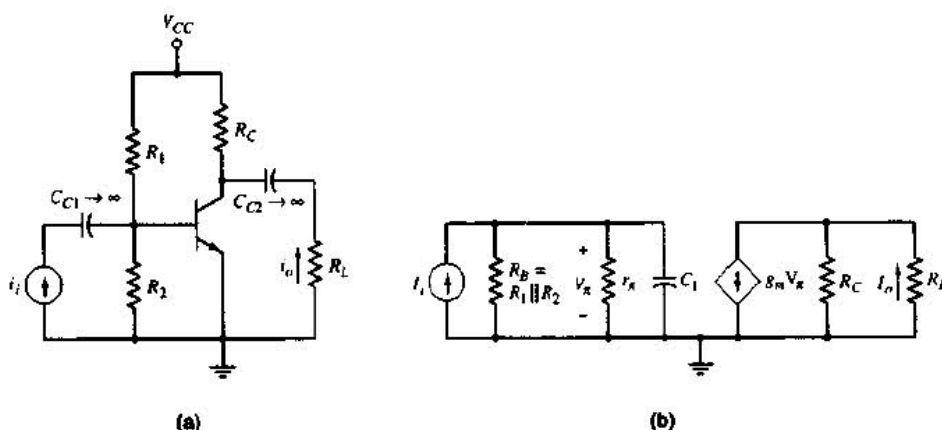 V_CC
R_C
R_1
C_C1 → ∞
C_C2 → ∞
i_i
R_2
i_o
R_L
(a)
I_i
R_B =
R_1 || R_2
+
V_π
−
r_π
C_1
g_m V_π
R_C
I_o
R_L
(b)